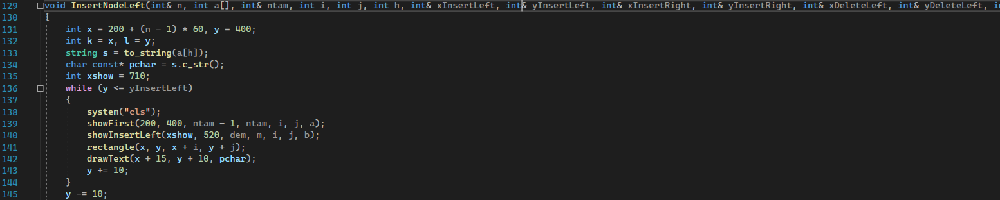 129 void InsertNodeLeft(int& n, int a[], int& ntam, int i, int j, int h, int& xInsertLeft, int& yInsertLeft, int& xInsertRight, int& yInsertRight, int& xDeleteLeft, int& yDeleteLeft, i
130 {
131 int x = 200 + (n - 1) * 60, y = 400;
132 int k = x, l = y;
133 string s = to_string(a[h]);
134 char const* pchar = s.c_str();
135 int xshow = 710;
136 while (y <= yInsertLeft)
137 {
138 system("cls");
139 showFirst(200, 400, ntam - 1, ntam, i, j, a);
140 showInsertLeft(xshow, 520, dem, m, i, j, b);
141 rectangle(x, y, x + i, y + j);
142 drawText(x + 15, y + 10, pchar);
143 y += 10;
144 }
145 y -= 10;